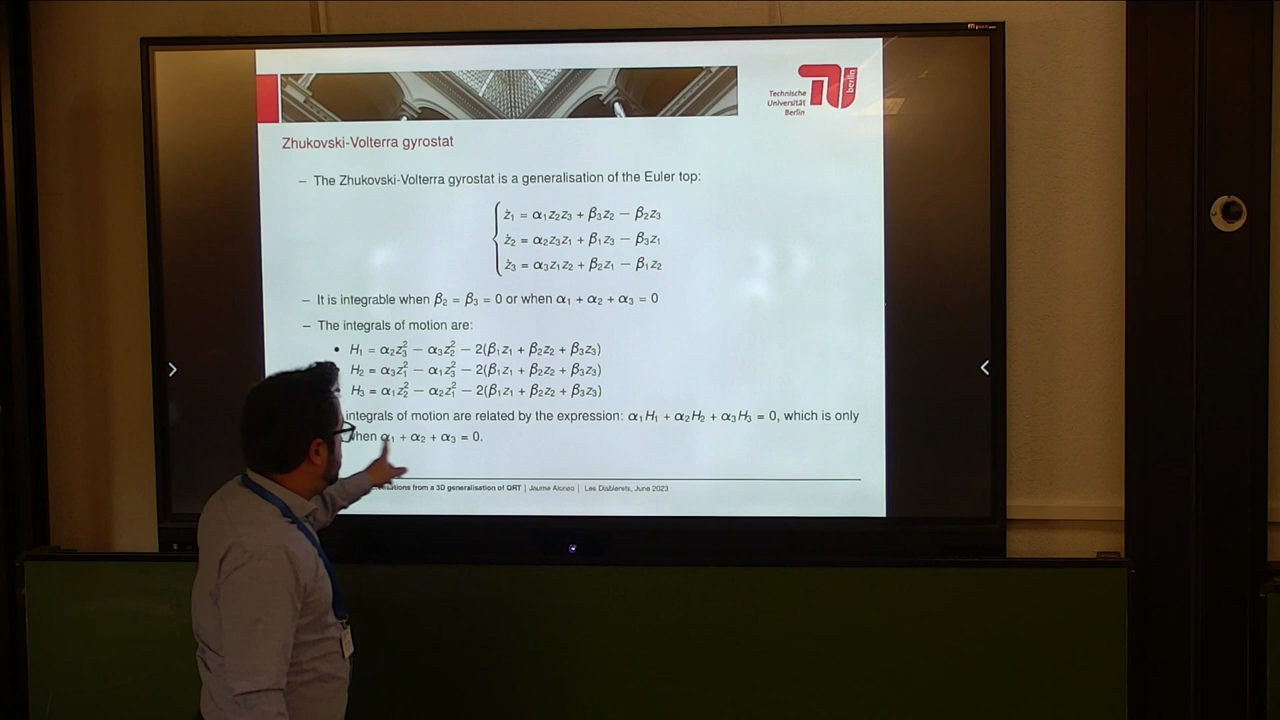 Technische
Universität
Berlin
berlin
Zhukovski-Volterra gyrostat
– The Zhukovski-Volterra gyrostat is a generalisation of the Euler top:
ż₁ = α₁z₂z₃ + β₃z₂ − β₂z₃
ż₂ = α₂z₃z₁ + β₁z₃ − β₃z₁
ż₃ = α₃z₁z₂ + β₂z₁ − β₁z₂
– It is integrable when β₂ = β₃ = 0 or when α₁ + α₂ + α₃ = 0
– The integrals of motion are:
• H₁ = α₂z₃² − α₃z₂² − 2(β₁z₁ + β₂z₂ + β₃z₃)
H₂ = α₃z₁² − α₁z₃² − 2(β₁z₁ + β₂z₂ + β₃z₃)
H₃ = α₁z₂² − α₂z₁² − 2(β₁z₁ + β₂z₂ + β₃z₃)
integrals of motion are related by the expression: α₁H₁ + α₂H₂ + α₃H₃ = 0, which is only
when α₁ + α₂ + α₃ = 0.
from a 3D generalisation of QRT | Jaume Alonso | Les Diablerets, June 2023